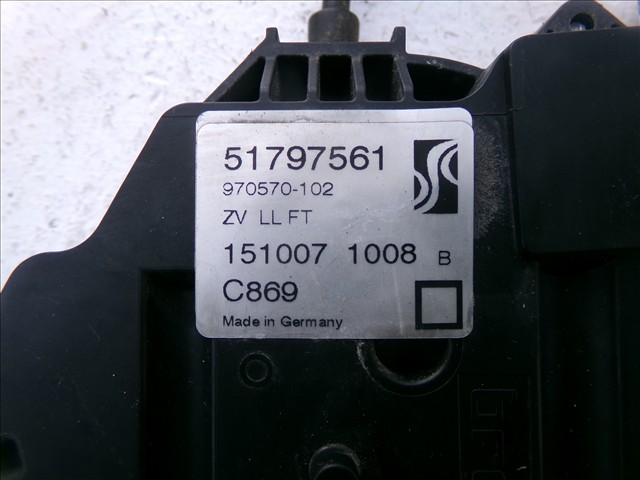 51797561
970570-102
ZV LL FT
151007 1008 B
C869
Made in Germany